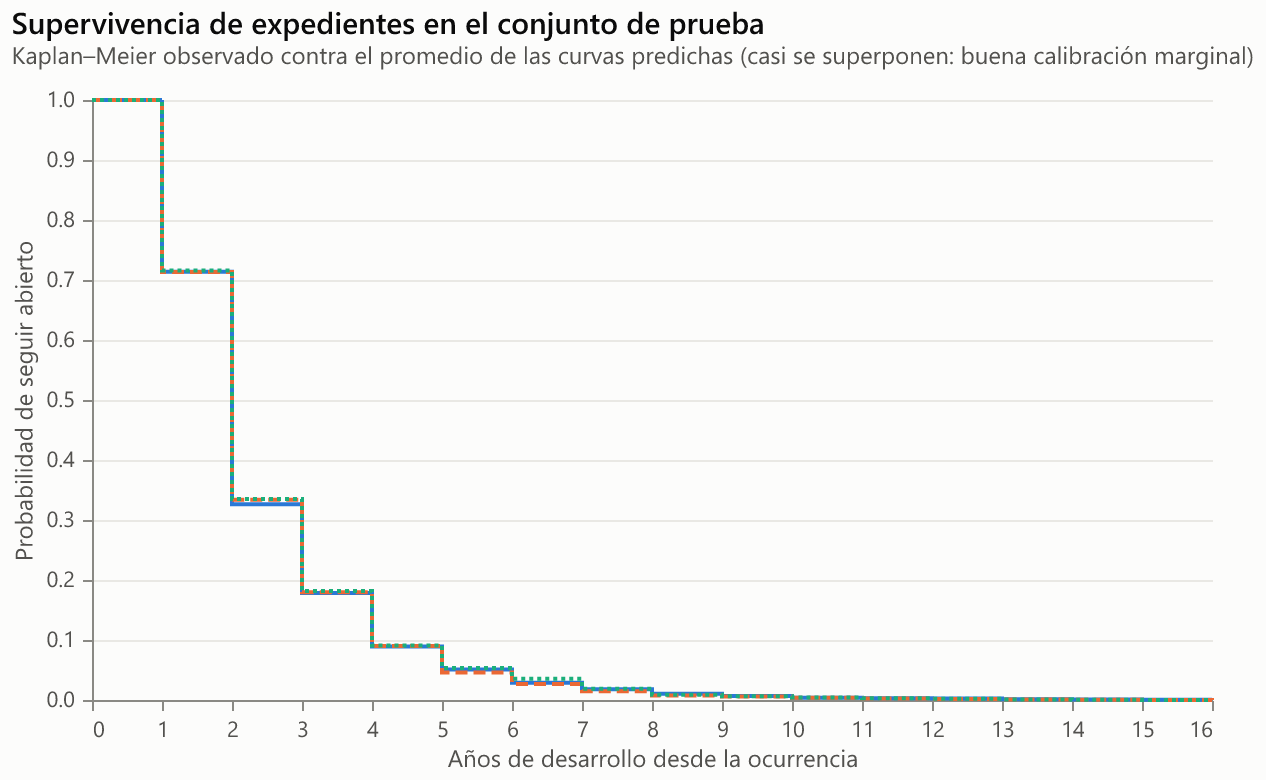 Supervivencia de expedientes en el conjunto de prueba
Kaplan–Meier observado contra el promedio de las curvas predichas (casi se superponen: buena calibración marginal)
1.0
0.9
0.8
0.7
0.6
0.5
0.4
0.3
0.2
0.1
0.0
Probabilidad de seguir abierto
0 1 2 3 4 5 6 7 8 9 10 11 12 13 14 15 16
Años de desarrollo desde la ocurrencia